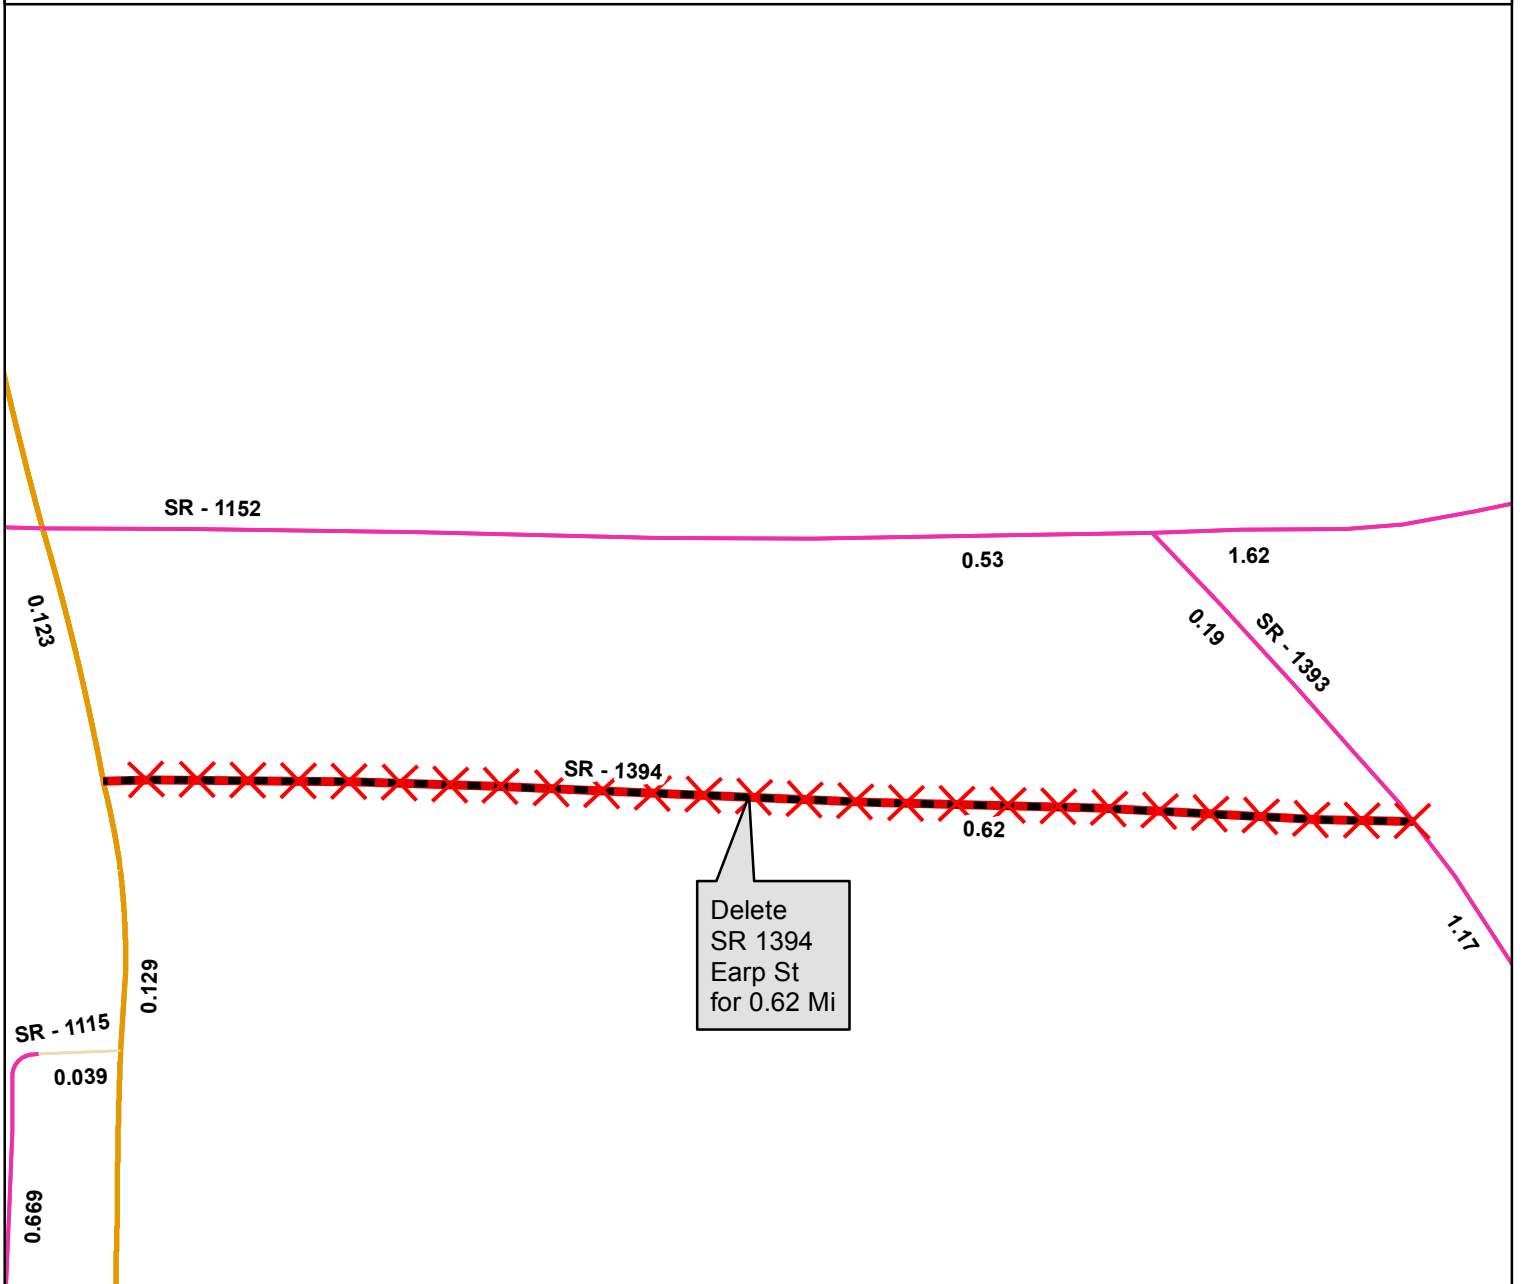 SR - 1152
0.53
1.62
0.123
0.19
SR - 1393
SR - 1394
0.62
Delete
SR 1394
Earp St
for 0.62 Mi
1.17
0.129
SR - 1115
0.039
0.669